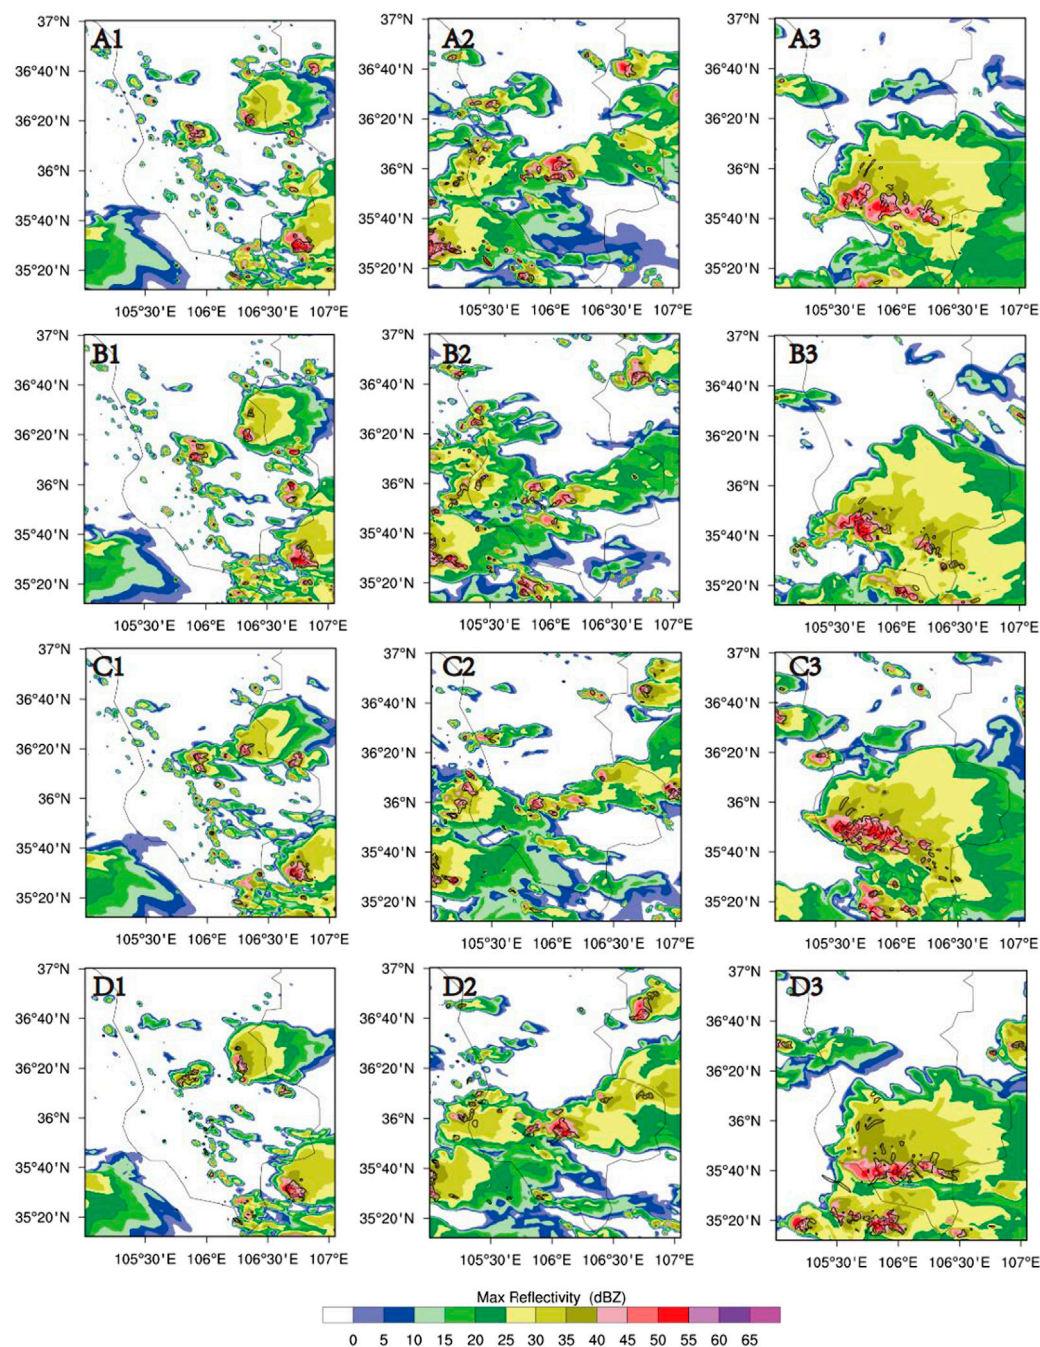 A1 A2 A3
37°N 37°N 37°N
36°40'N 36°40'N 36°40'N
36°20'N 36°20'N 36°20'N
36°N 36°N 36°N
35°40'N 35°40'N 35°40'N
35°20'N 35°20'N 35°20'N
105°30'E 106°E 106°30'E 107°E 105°30'E 106°E 106°30'E 107°E 105°30'E 106°E 106°30'E 107°E
B1 B2 B3
37°N 37°N 37°N
36°40'N 36°40'N 36°40'N
36°20'N 36°20'N 36°20'N
36°N 36°N 36°N
35°40'N 35°40'N 35°40'N
35°20'N 35°20'N 35°20'N
105°30'E 106°E 106°30'E 107°E 105°30'E 106°E 106°30'E 107°E 105°30'E 106°E 106°30'E 107°E
C1 C2 C3
37°N 37°N 37°N
36°40'N 36°40'N 36°40'N
36°20'N 36°20'N 36°20'N
36°N 36°N 36°N
35°40'N 35°40'N 35°40'N
35°20'N 35°20'N 35°20'N
105°30'E 106°E 106°30'E 107°E 105°30'E 106°E 106°30'E 107°E 105°30'E 106°E 106°30'E 107°E
D1 D2 D3
37°N 37°N 37°N
36°40'N 36°40'N 36°40'N
36°20'N 36°20'N 36°20'N
36°N 36°N 36°N
35°40'N 35°40'N 35°40'N
35°20'N 35°20'N 35°20'N
105°30'E 106°E 106°30'E 107°E 105°30'E 106°E 106°30'E 107°E 105°30'E 106°E 106°30'E 107°E
Max Reflectivity (dBZ)
0 5 10 15 20 25 30 35 40 45 50 55 60 65